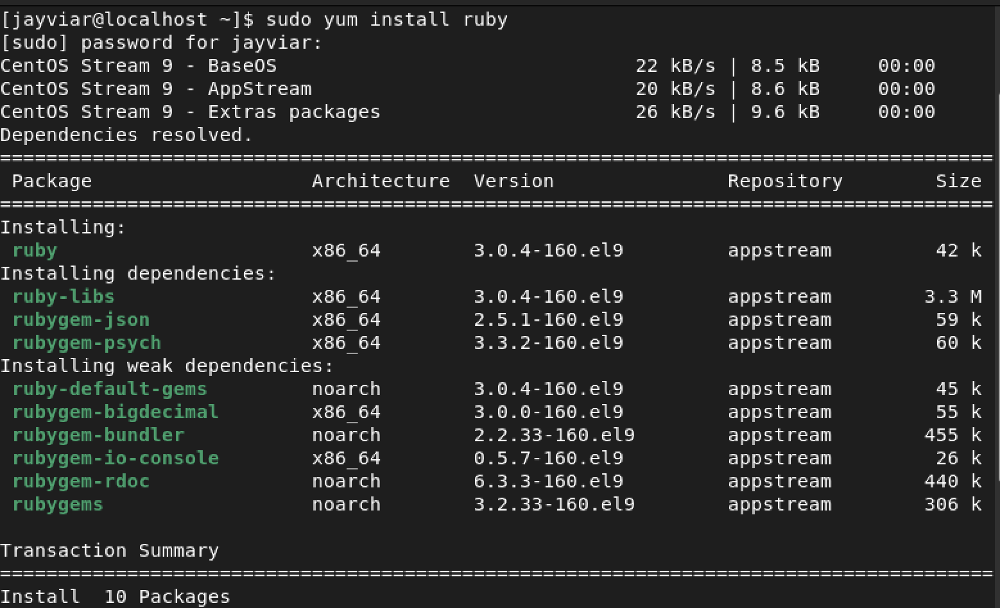 [jayviar@localhost ~]$ sudo yum install ruby
[sudo] password for jayviar:
CentOS Stream 9 - BaseOS                               22 kB/s | 8.5 kB     00:00
CentOS Stream 9 - AppStream                            20 kB/s | 8.6 kB     00:00
CentOS Stream 9 - Extras packages                      26 kB/s | 9.6 kB     00:00
Dependencies resolved.
======================================================================================
 Package                   Architecture  Version               Repository        Size
======================================================================================
Installing:
 ruby                      x86_64        3.0.4-160.el9         appstream         42 k
Installing dependencies:
 ruby-libs                 x86_64        3.0.4-160.el9         appstream        3.3 M
 rubygem-json              x86_64        2.5.1-160.el9         appstream         59 k
 rubygem-psych             x86_64        3.3.2-160.el9         appstream         60 k
Installing weak dependencies:
 ruby-default-gems         noarch        3.0.4-160.el9         appstream         45 k
 rubygem-bigdecimal        x86_64        3.0.0-160.el9         appstream         55 k
 rubygem-bundler           noarch        2.2.33-160.el9        appstream        455 k
 rubygem-io-console        x86_64        0.5.7-160.el9         appstream         26 k
 rubygem-rdoc              noarch        6.3.3-160.el9         appstream        440 k
 rubygems                  noarch        3.2.33-160.el9        appstream        306 k

Transaction Summary
======================================================================================
Install  10 Packages